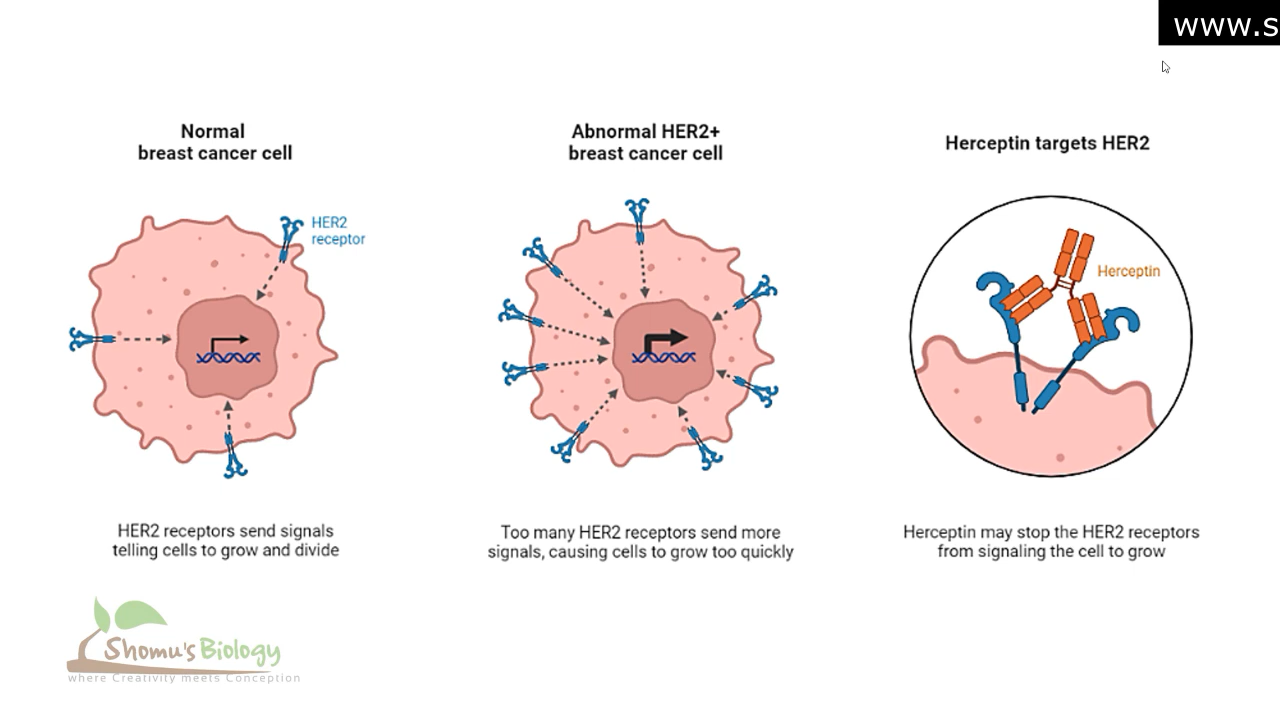 www.s
Normal
breast cancer cell
HER2
receptor
HER2 receptors send signals
telling cells to grow and divide
Abnormal HER2+
breast cancer cell
Too many HER2 receptors send more
signals, causing cells to grow too quickly
Herceptin targets HER2
Herceptin
Herceptin may stop the HER2 receptors
from signaling the cell to grow
Shomu's Biology
where Creativity meets Conception